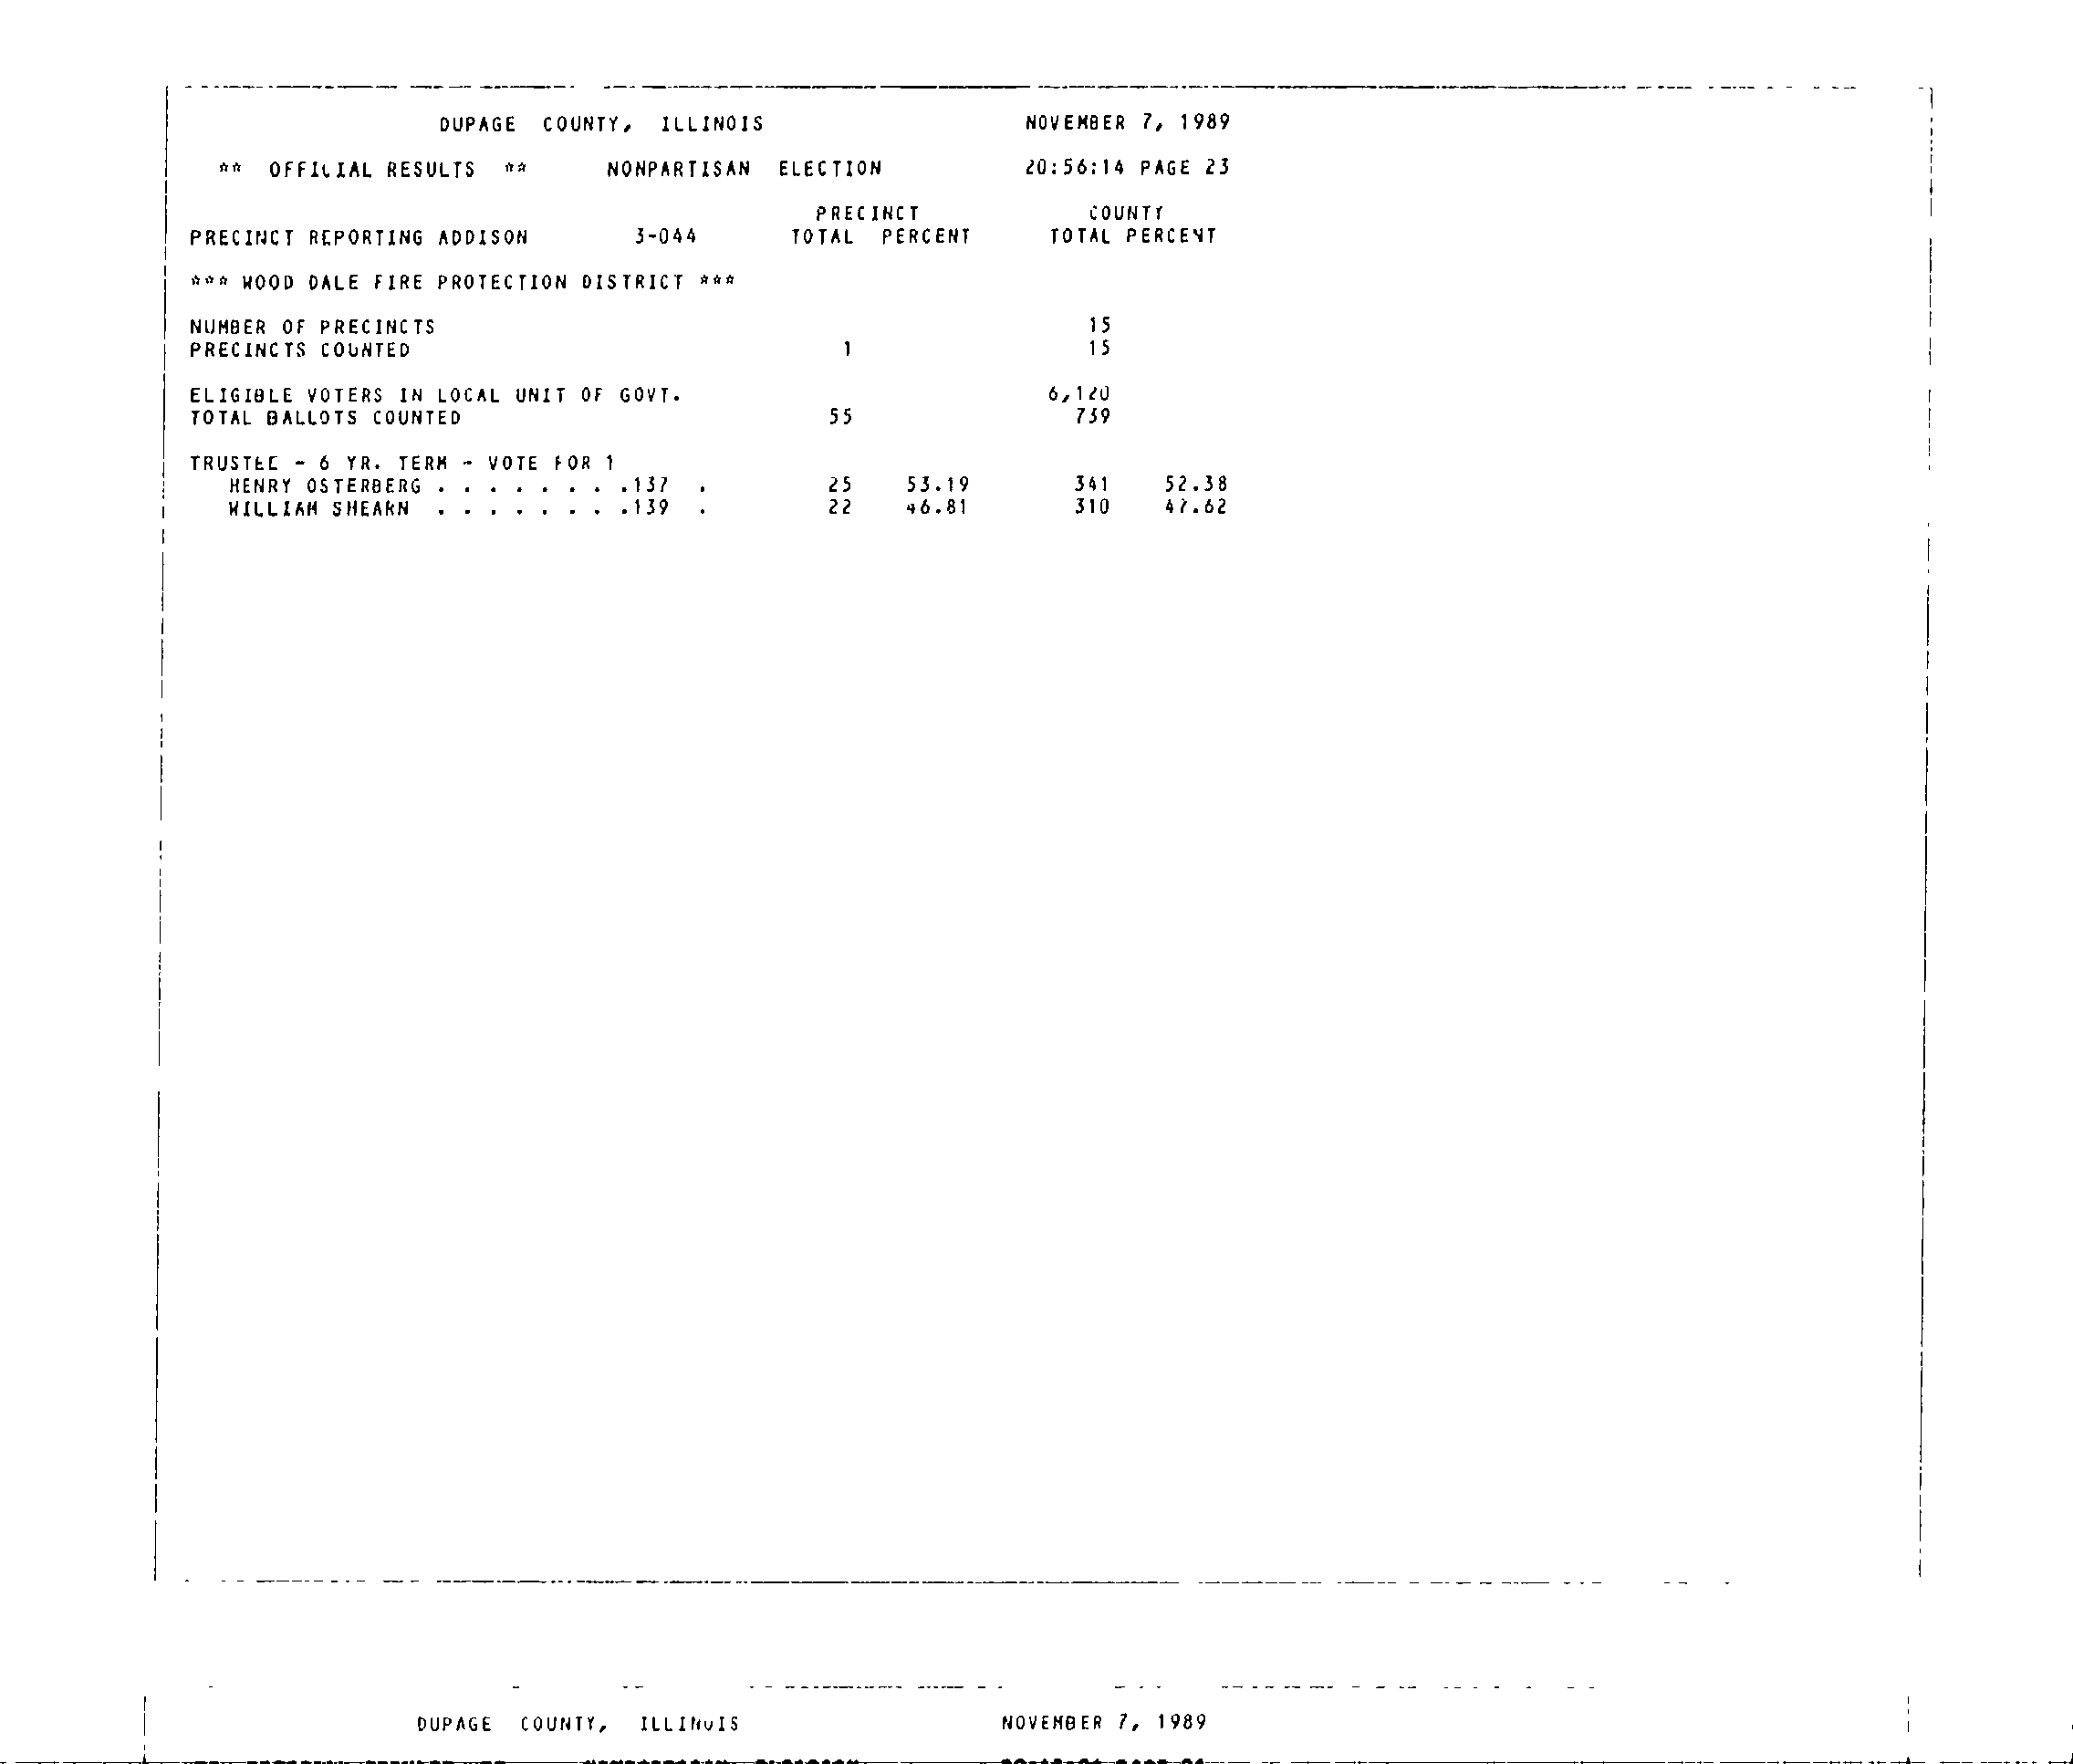 DUPAGE COUNTY, ILLINOIS NOVEMBER 7, 1989
** OFFICIAL RESULTS ** NONPARTISAN ELECTION 20:56:14 PAGE 23
PRECINCT COUNTY
PRECINCT REPORTING ADDISON 3-044 TOTAL PERCENT TOTAL PERCENT
*** WOOD DALE FIRE PROTECTION DISTRICT ***
NUMBER OF PRECINCTS 15
PRECINCTS COUNTED 1 15
ELIGIBLE VOTERS IN LOCAL UNIT OF GOVT. 6,120
TOTAL BALLOTS COUNTED 55 739
TRUSTEE - 6 YR. TERM - VOTE FOR 1
HENRY OSTERBERG . . . . . . . .137 . 25 53.19 341 52.38
WILLIAM SHEARN . . . . . . . .139 . 22 46.81 310 47.62
DUPAGE COUNTY, ILLINOIS NOVEMBER 7, 1989